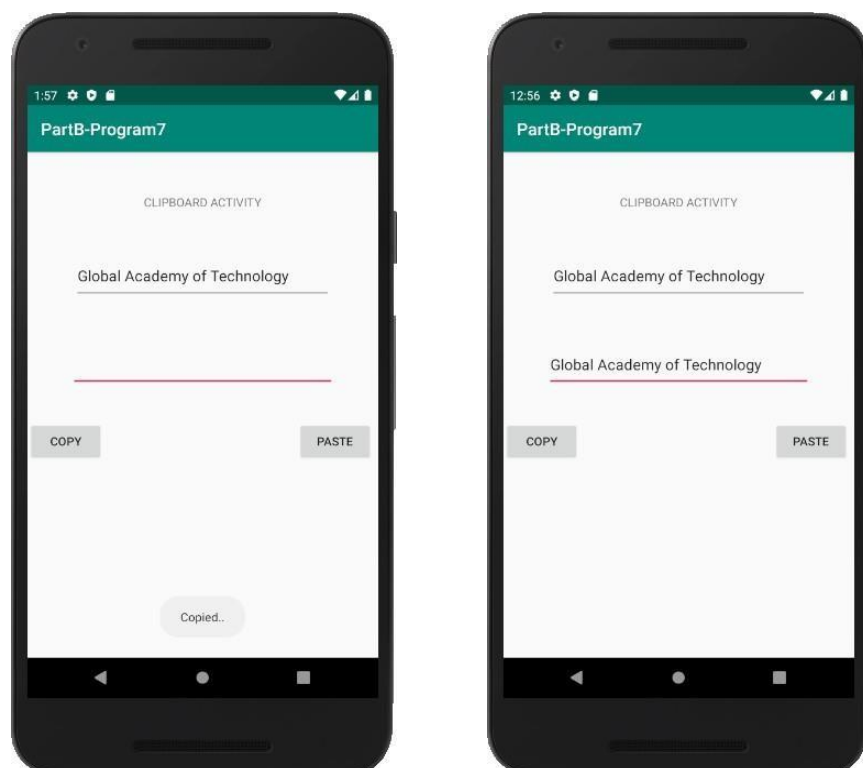 1:57
PartB-Program7
CLIPBOARD ACTIVITY
Global Academy of Technology
COPY
PASTE
Copied..
12:56
PartB-Program7
CLIPBOARD ACTIVITY
Global Academy of Technology
Global Academy of Technology
COPY
PASTE